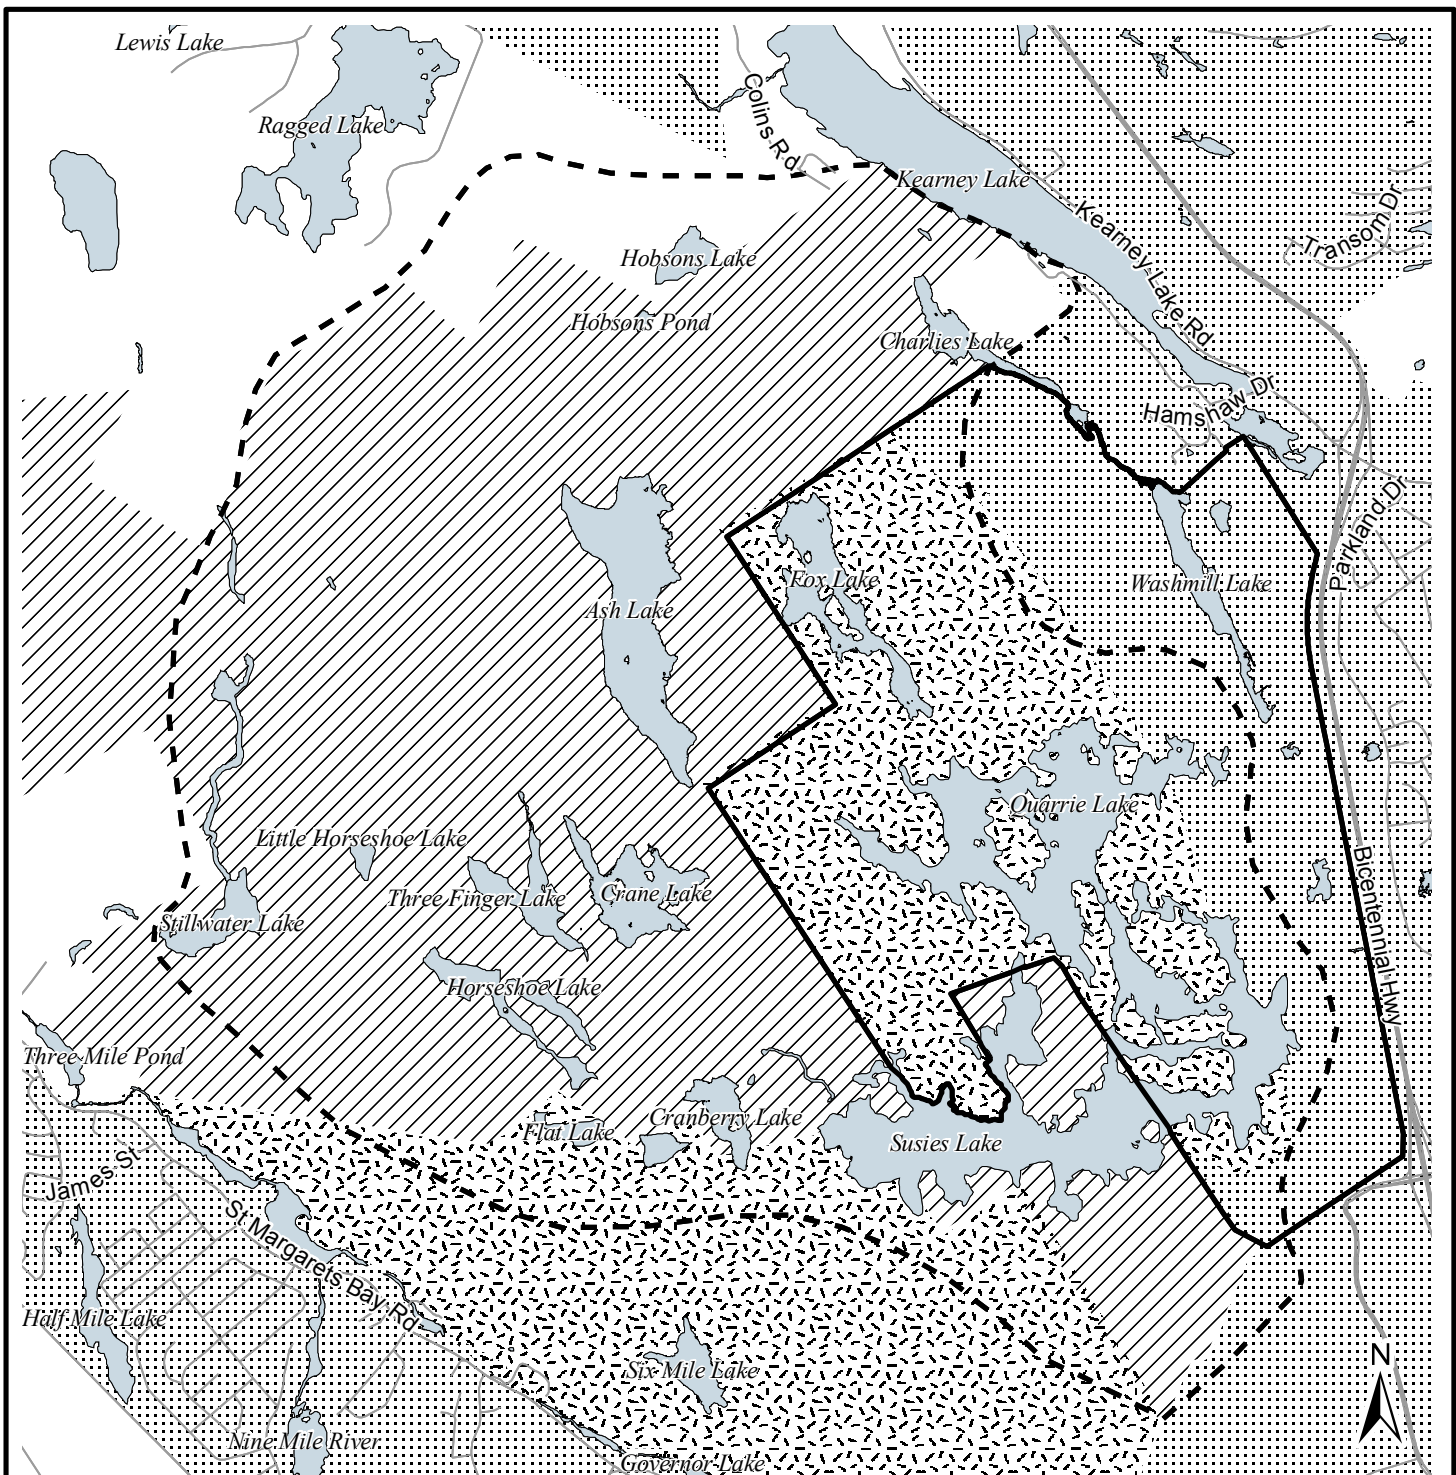 Lewis Lake
Ragged Lake
Colins Rd
Kearney Lake
Kearney Lake Rd
Transom Dr
Hobsons Lake
Hobsons Pond
Charlies Lake
Hamshaw Dr
Parkland Dr
Fox Lake
Washmill Lake
Ash Lake
Quarrie Lake
Little Horseshoe Lake
Three Finger Lake
Crane Lake
Stillwater Lake
Bicentennial Hwy
Horseshoe Lake
Three Mile Pond
Cranberry Lake
Flat Lake
Susies Lake
James St
St Margarets Bay Rd
Half Mile Lake
Six Mile Lake
N
Nine Mile River
Governor Lake